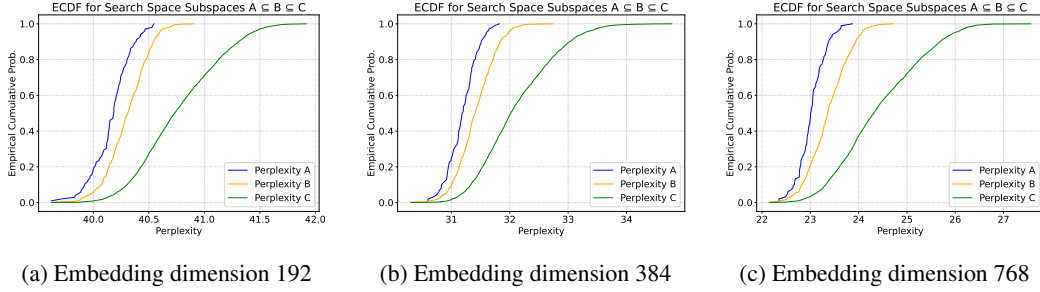 ECDF for Search Space Subspaces A ⊆ B ⊆ C
Empirical Cumulative Prob.
1.0
0.8
0.6
0.4
0.2
0.0
Perplexity A
Perplexity B
Perplexity C
40.0 40.5 41.0 41.5 42.0
Perplexity
(a) Embedding dimension 192
ECDF for Search Space Subspaces A ⊆ B ⊆ C
Empirical Cumulative Prob.
1.0
0.8
0.6
0.4
0.2
0.0
Perplexity A
Perplexity B
Perplexity C
31 32 33 34
Perplexity
(b) Embedding dimension 384
ECDF for Search Space Subspaces A ⊆ B ⊆ C
Empirical Cumulative Prob.
1.0
0.8
0.6
0.4
0.2
0.0
Perplexity A
Perplexity B
Perplexity C
22 23 24 25 26 27
Perplexity
(c) Embedding dimension 768